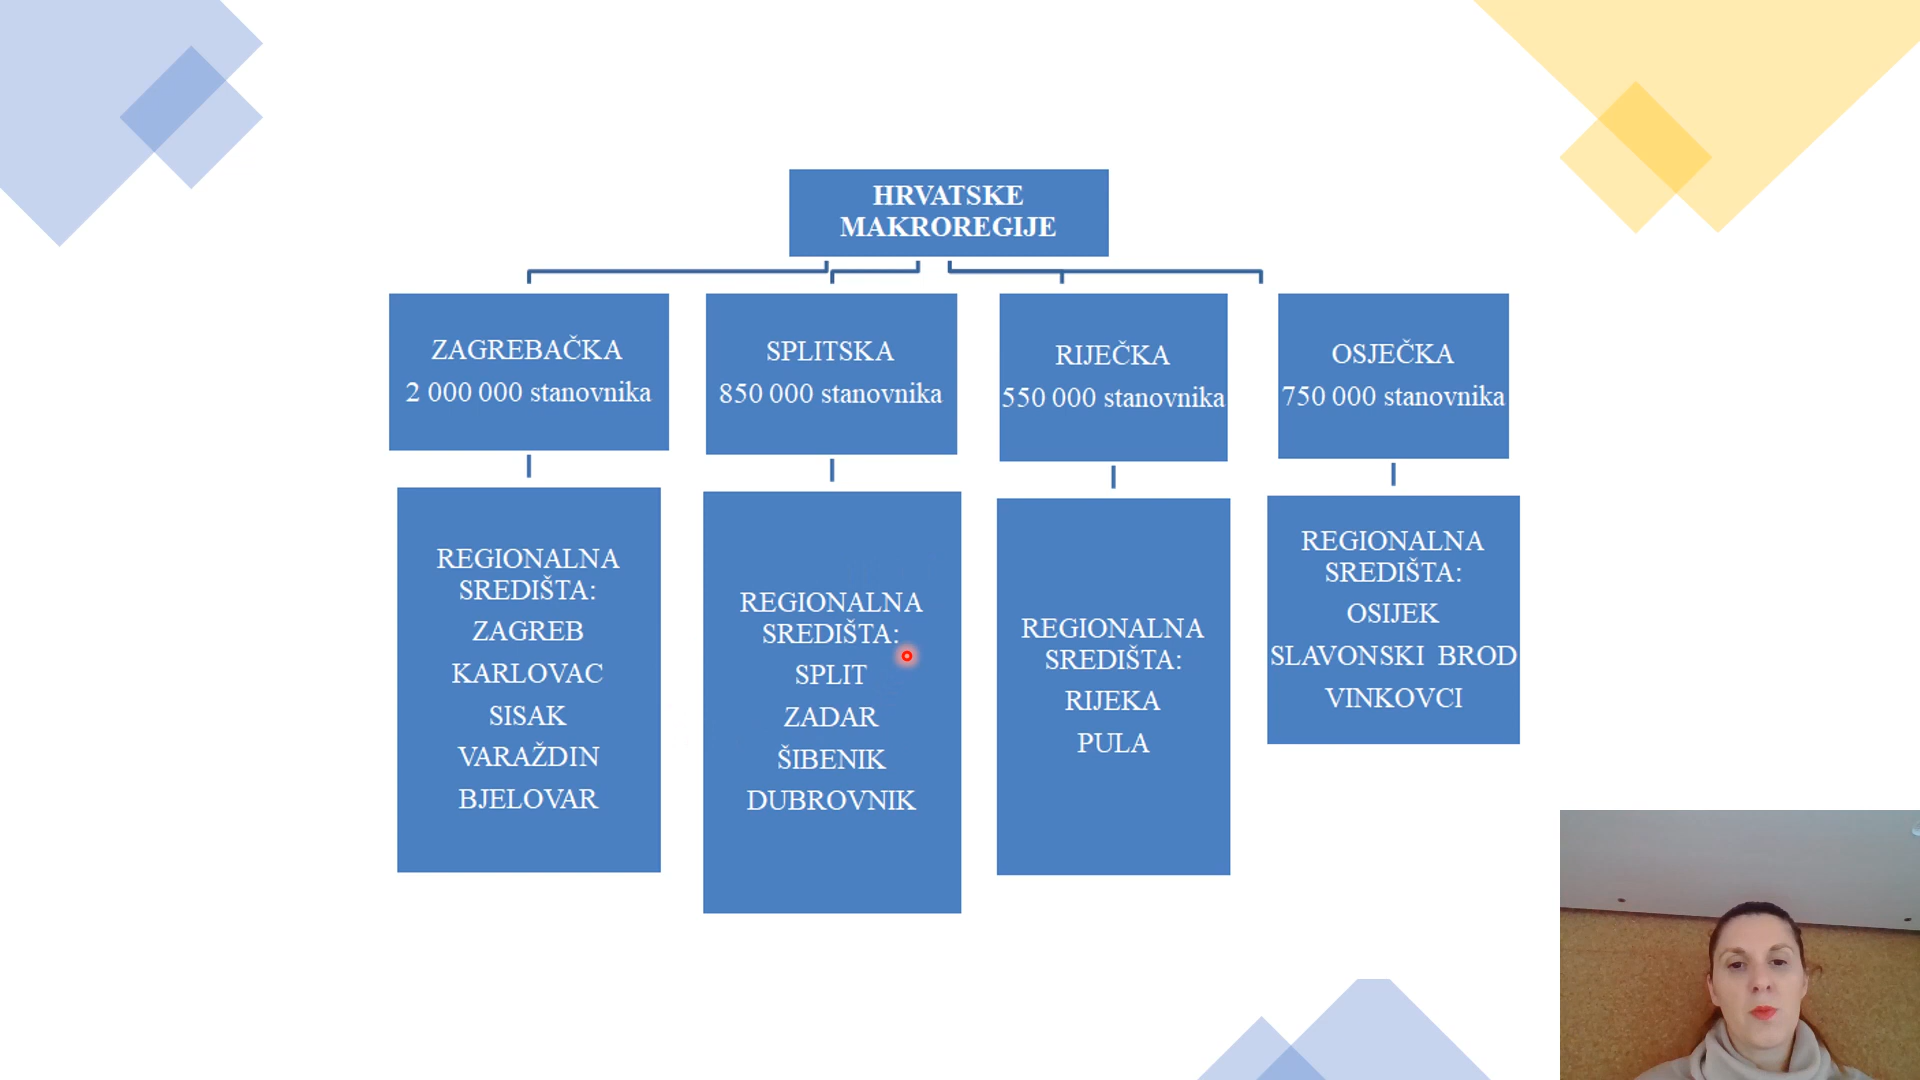 HRVATSKE
MAKROREGIJE
ZAGREBAČKA
2 000 000 stanovnika
SPLITSKA
850 000 stanovnika
RIJEČKA
550 000 stanovnika
OSJEČKA
750 000 stanovnika
REGIONALNA
SREDIŠTA:
ZAGREB
KARLOVAC
SISAK
VARAŽDIN
BJELOVAR
REGIONALNA
SREDIŠTA:
SPLIT
ZADAR
ŠIBENIK
DUBROVNIK
REGIONALNA
SREDIŠTA:
RIJEKA
PULA
REGIONALNA
SREDIŠTA:
OSIJEK
SLAVONSKI BROD
VINKOVCI